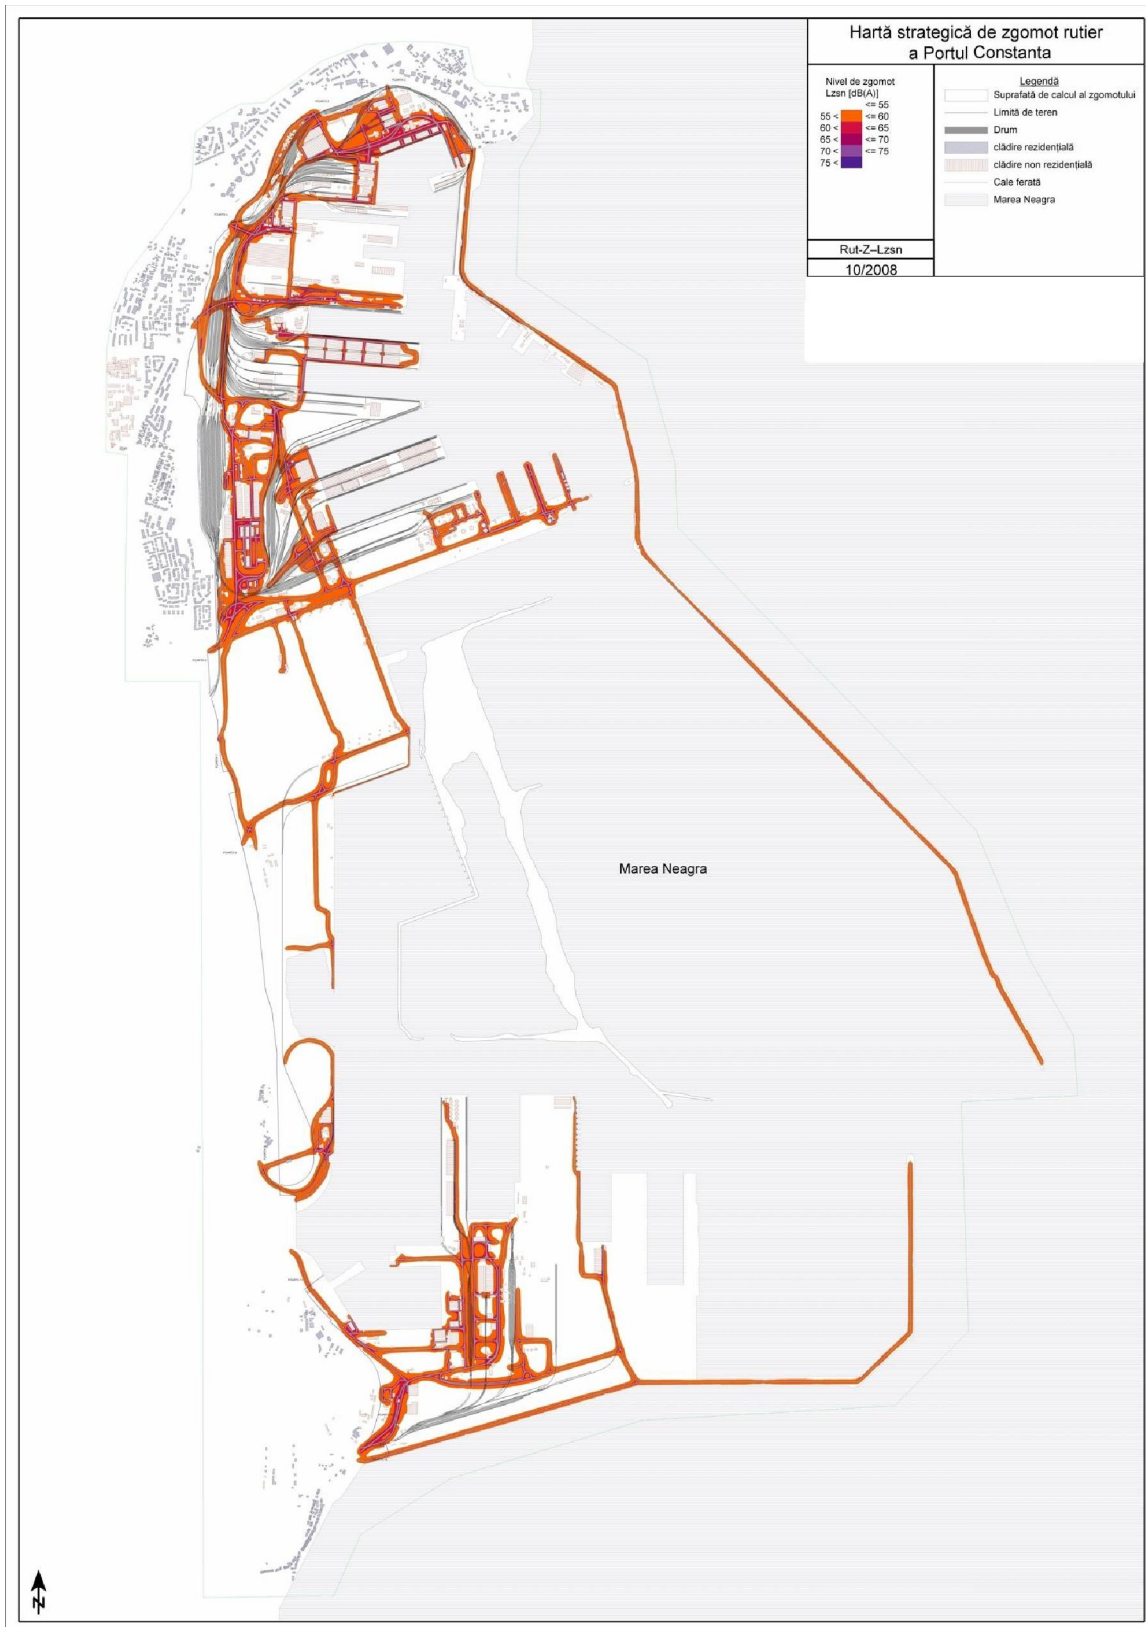 Hartă strategică de zgomot rutier
a Portul Constanta
Nivel de zgomot
Lzsn [dB(A)]
<= 55
55 < <= 60
60 < <= 65
65 < <= 70
70 < <= 75
75 <
Legendă
Suprafată de calcul al zgomotului
Limită de teren
Drum
clădire rezidențială
clădire non rezidențială
Cale ferată
Marea Neagra
Rut-Z–Lzsn
10/2008
Marea Neagra
N